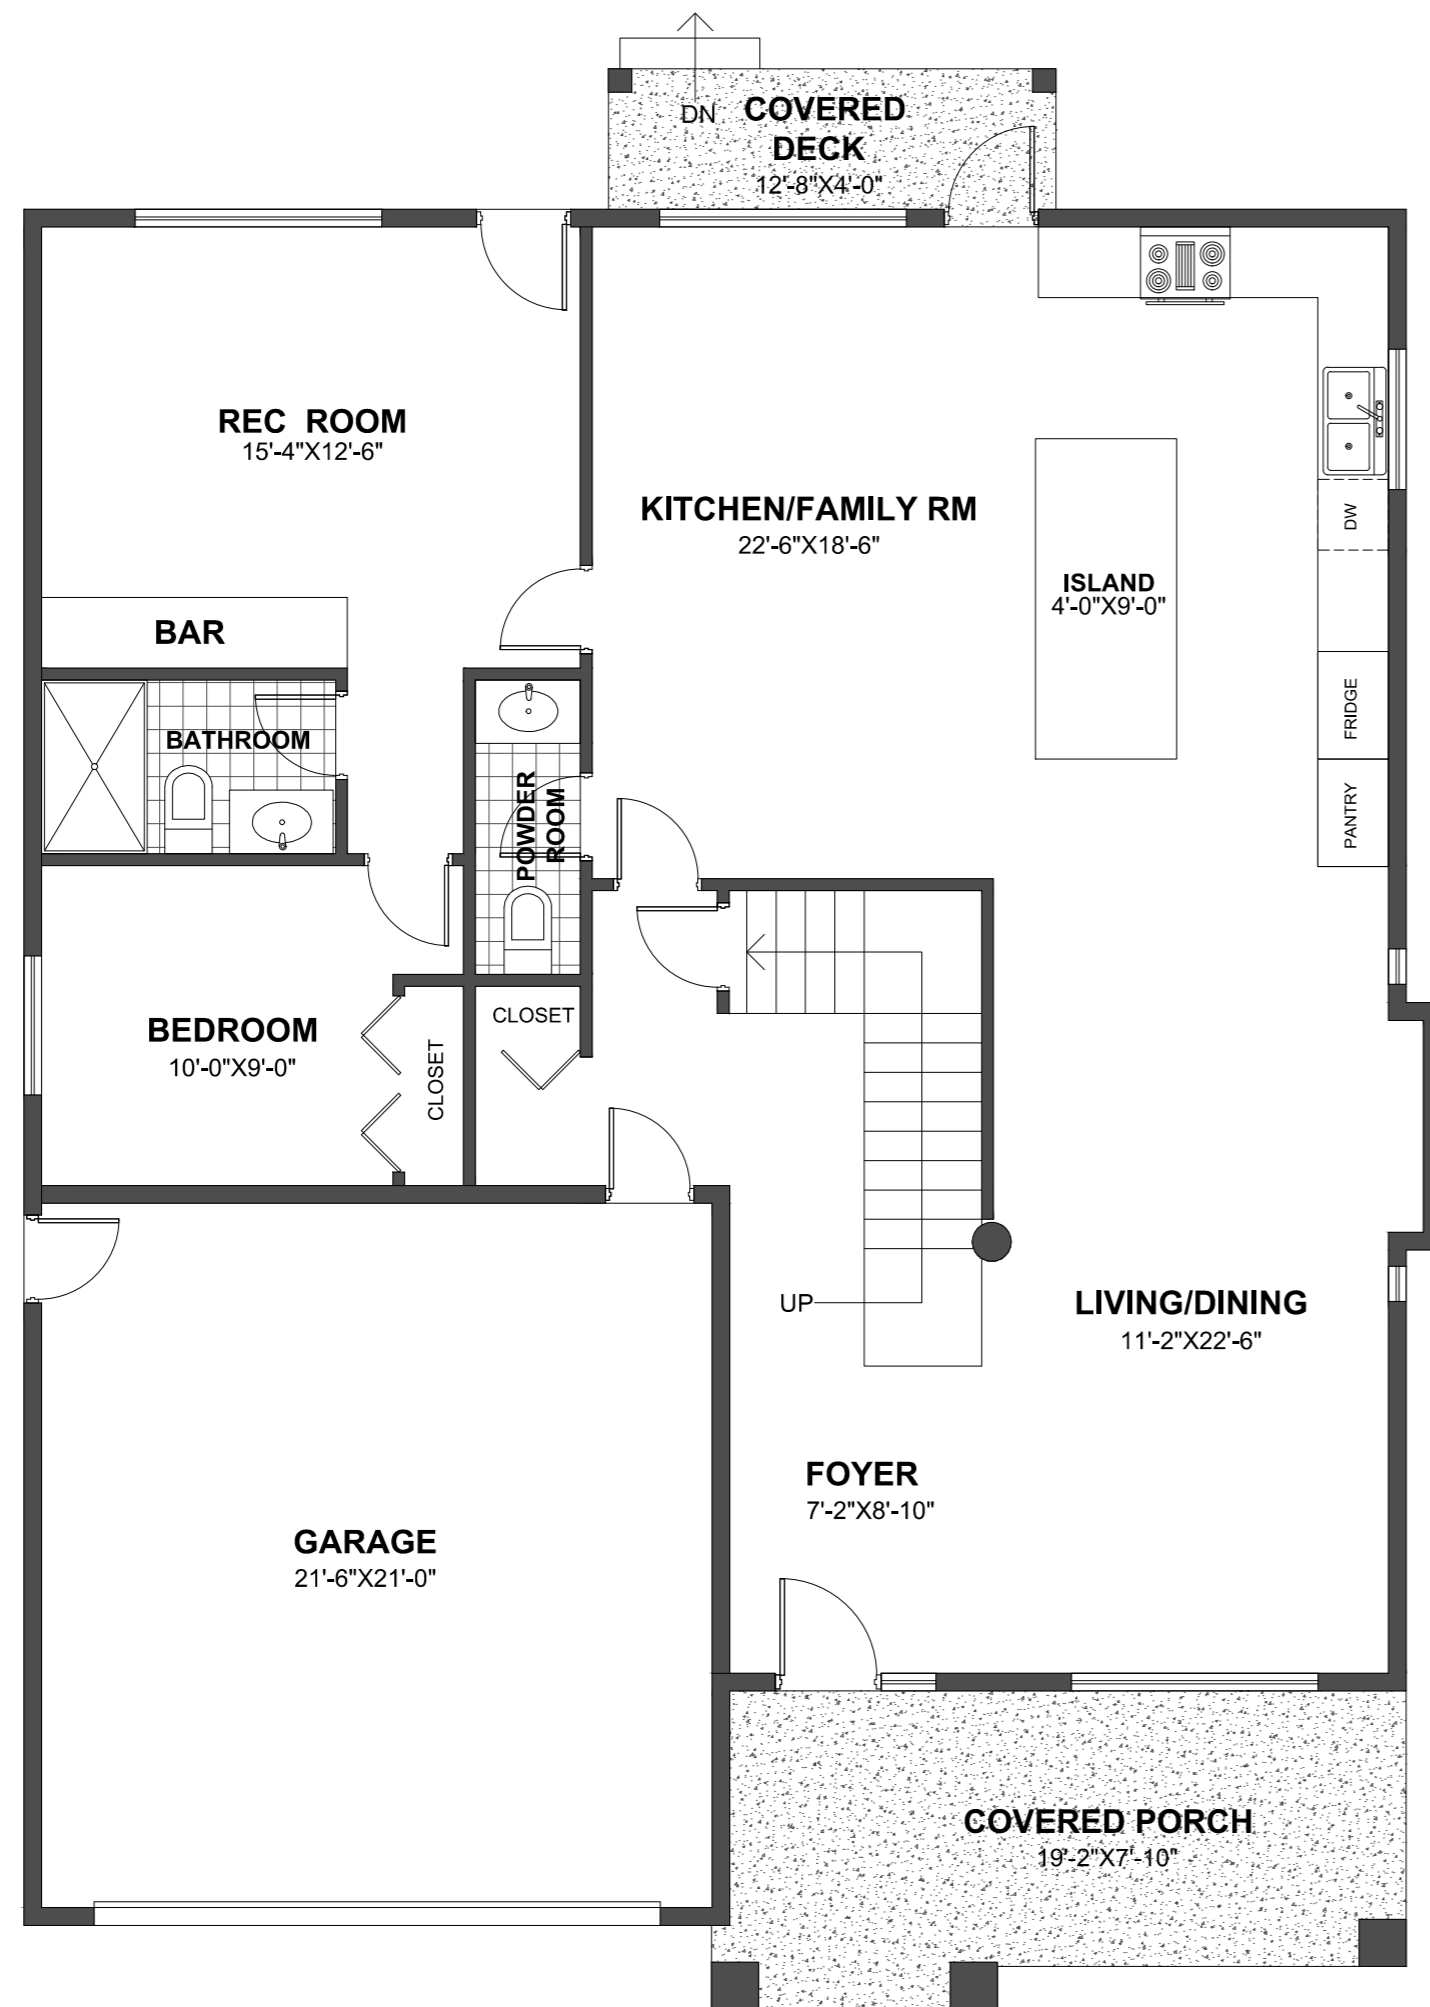 DN
COVERED
DECK
12'-8"X4'-0"
REC ROOM
15'-4"X12'-6"
KITCHEN/FAMILY RM
22'-6"X18'-6"
DW
ISLAND
4'-0"X9'-0"
BAR
FRIDGE
BATHROOM
POWDER
ROOM
PANTRY
BEDROOM
10'-0"X9'-0"
CLOSET
CLOSET
UP
LIVING/DINING
11'-2"X22'-6"
FOYER
7'-2"X8'-10"
GARAGE
21'-6"X21'-0"
COVERED PORCH
19'-2"X7'-10"